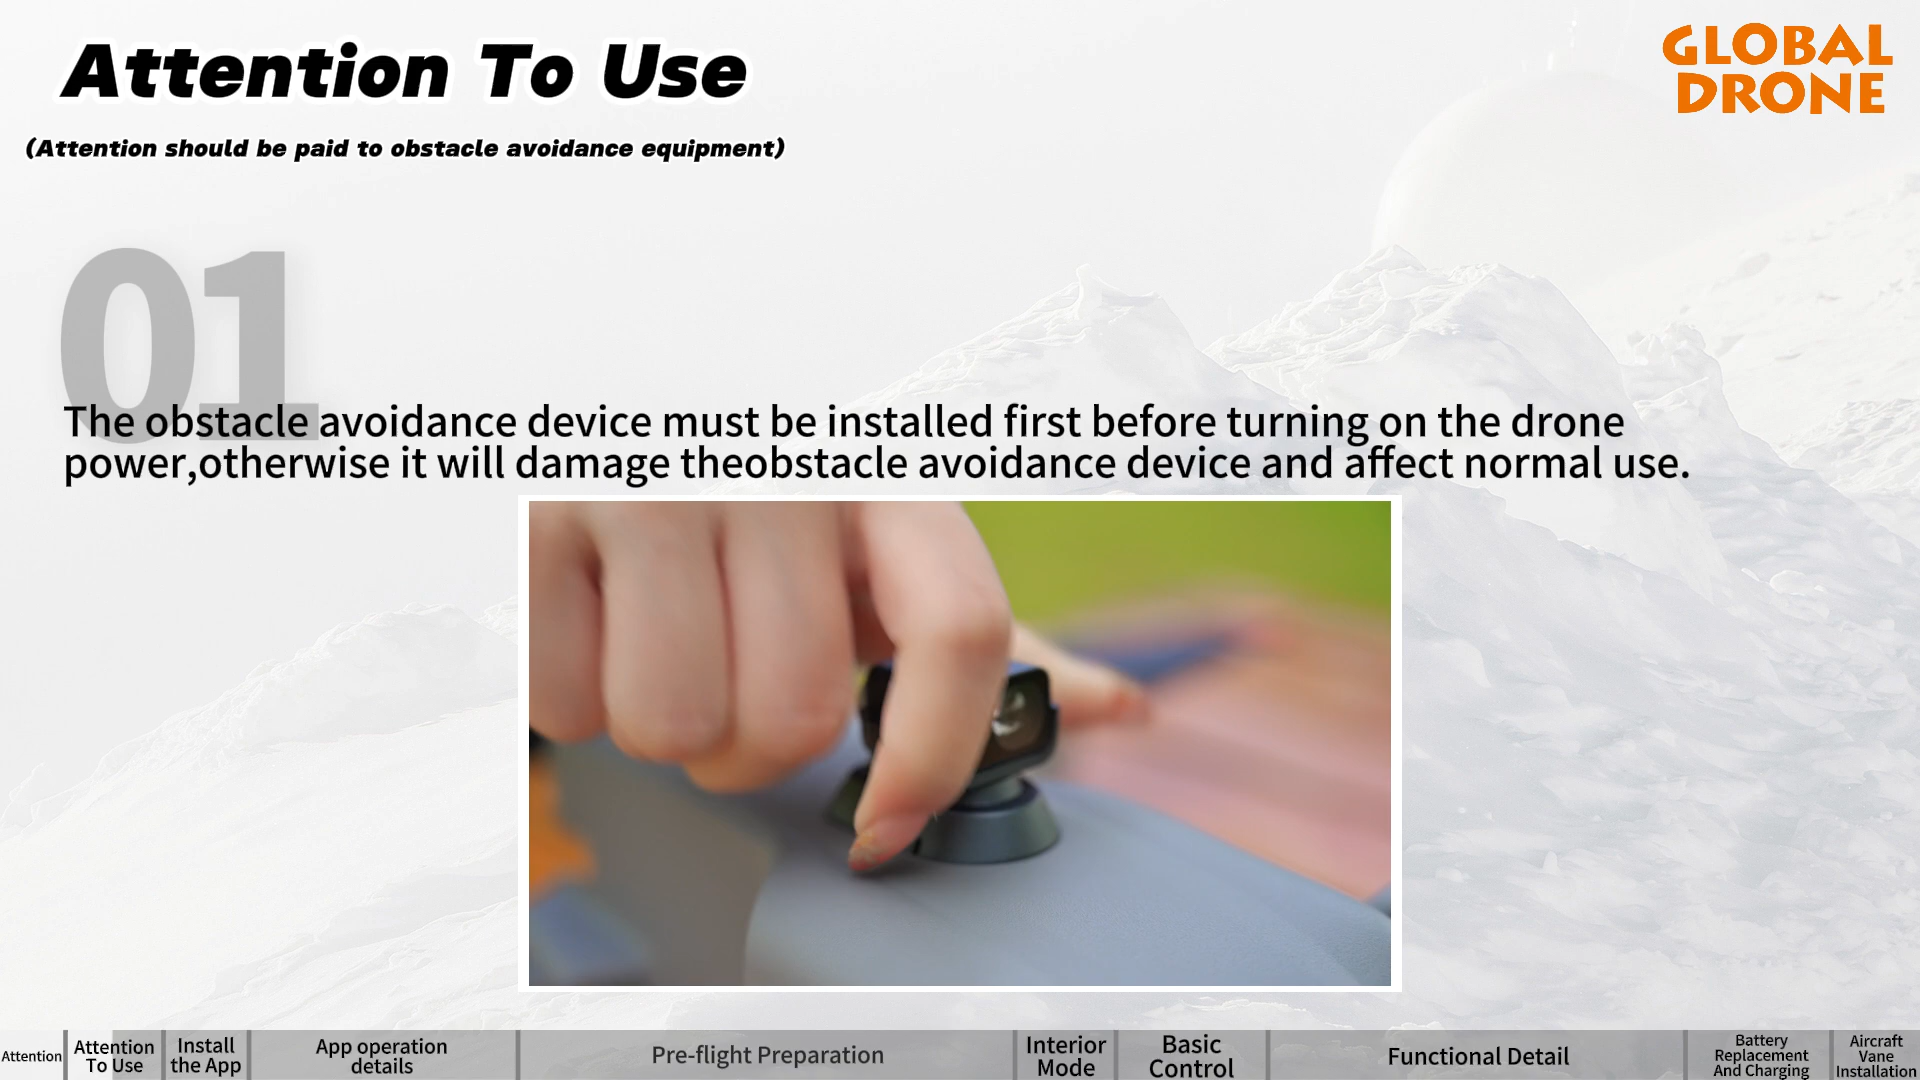 Attention To Use
GLOBAL
DRONE
(Attention should be paid to obstacle avoidance equipment)
01
The obstacle avoidance device must be installed first before turning on the drone
power,otherwise it will damage theobstacle avoidance device and affect normal use.
Attention
Attention
To Use
Install
the App
App operation
details
Pre-flight Preparation
Interior
Mode
Basic
Control
Functional Detail
Battery
Replacement
And Charging
Aircraft
Vane
Installation